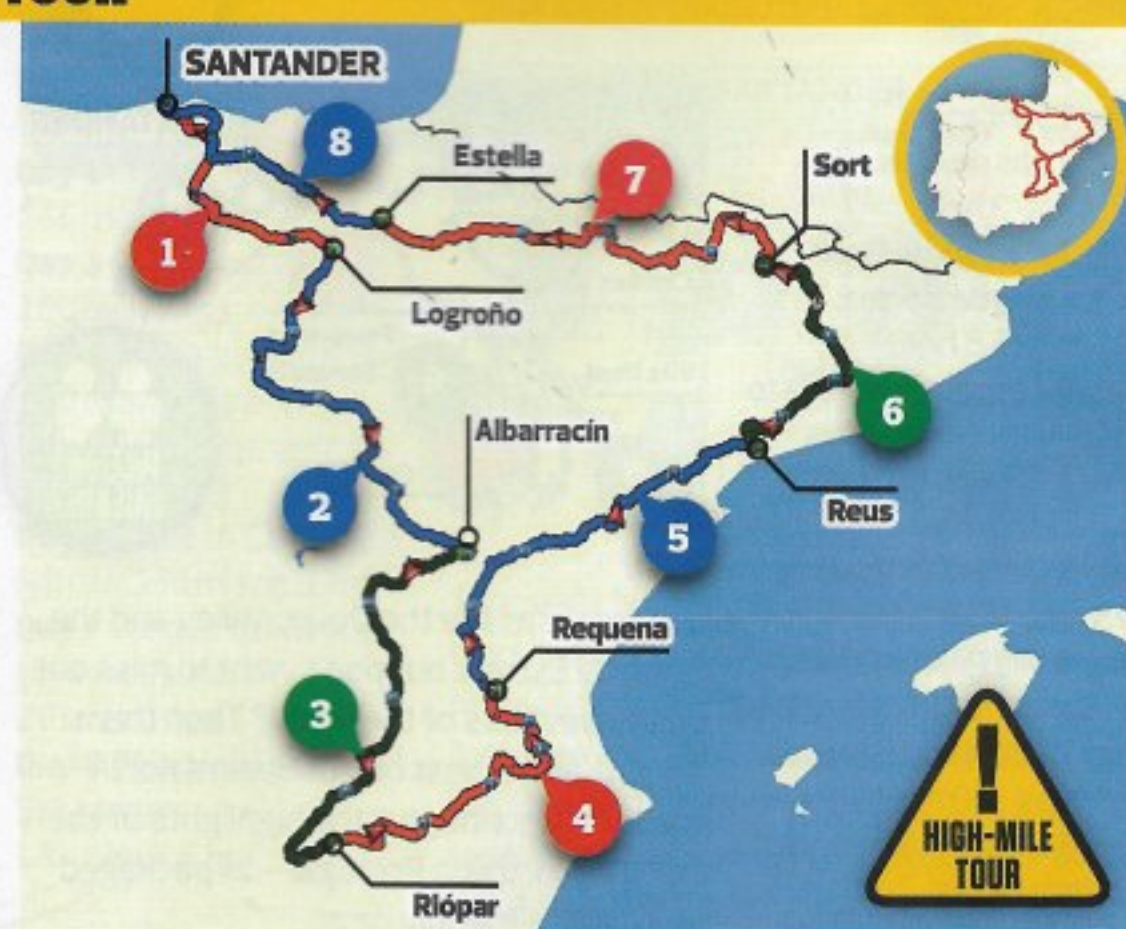 SANTANDER
8
Estella
7
Sort
1
Logroño
6
Albarracín
2
5
Reus
Requena
3
4
HIGH-MILE
TOUR
Riópar